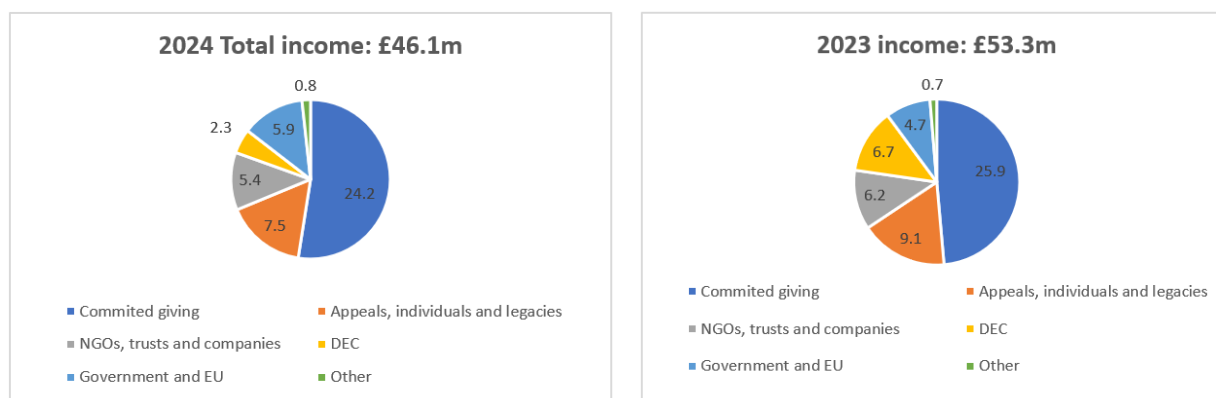 2024 Total income: £46.1m
0.8
5.9
2.3
5.4
24.2
7.5
Commited giving
Appeals, individuals and legacies
NGOs, trusts and companies
DEC
Government and EU
Other
2023 income: £53.3m
0.7
4.7
6.7
25.9
6.2
9.1
Commited giving
Appeals, individuals and legacies
NGOs, trusts and companies
DEC
Government and EU
Other